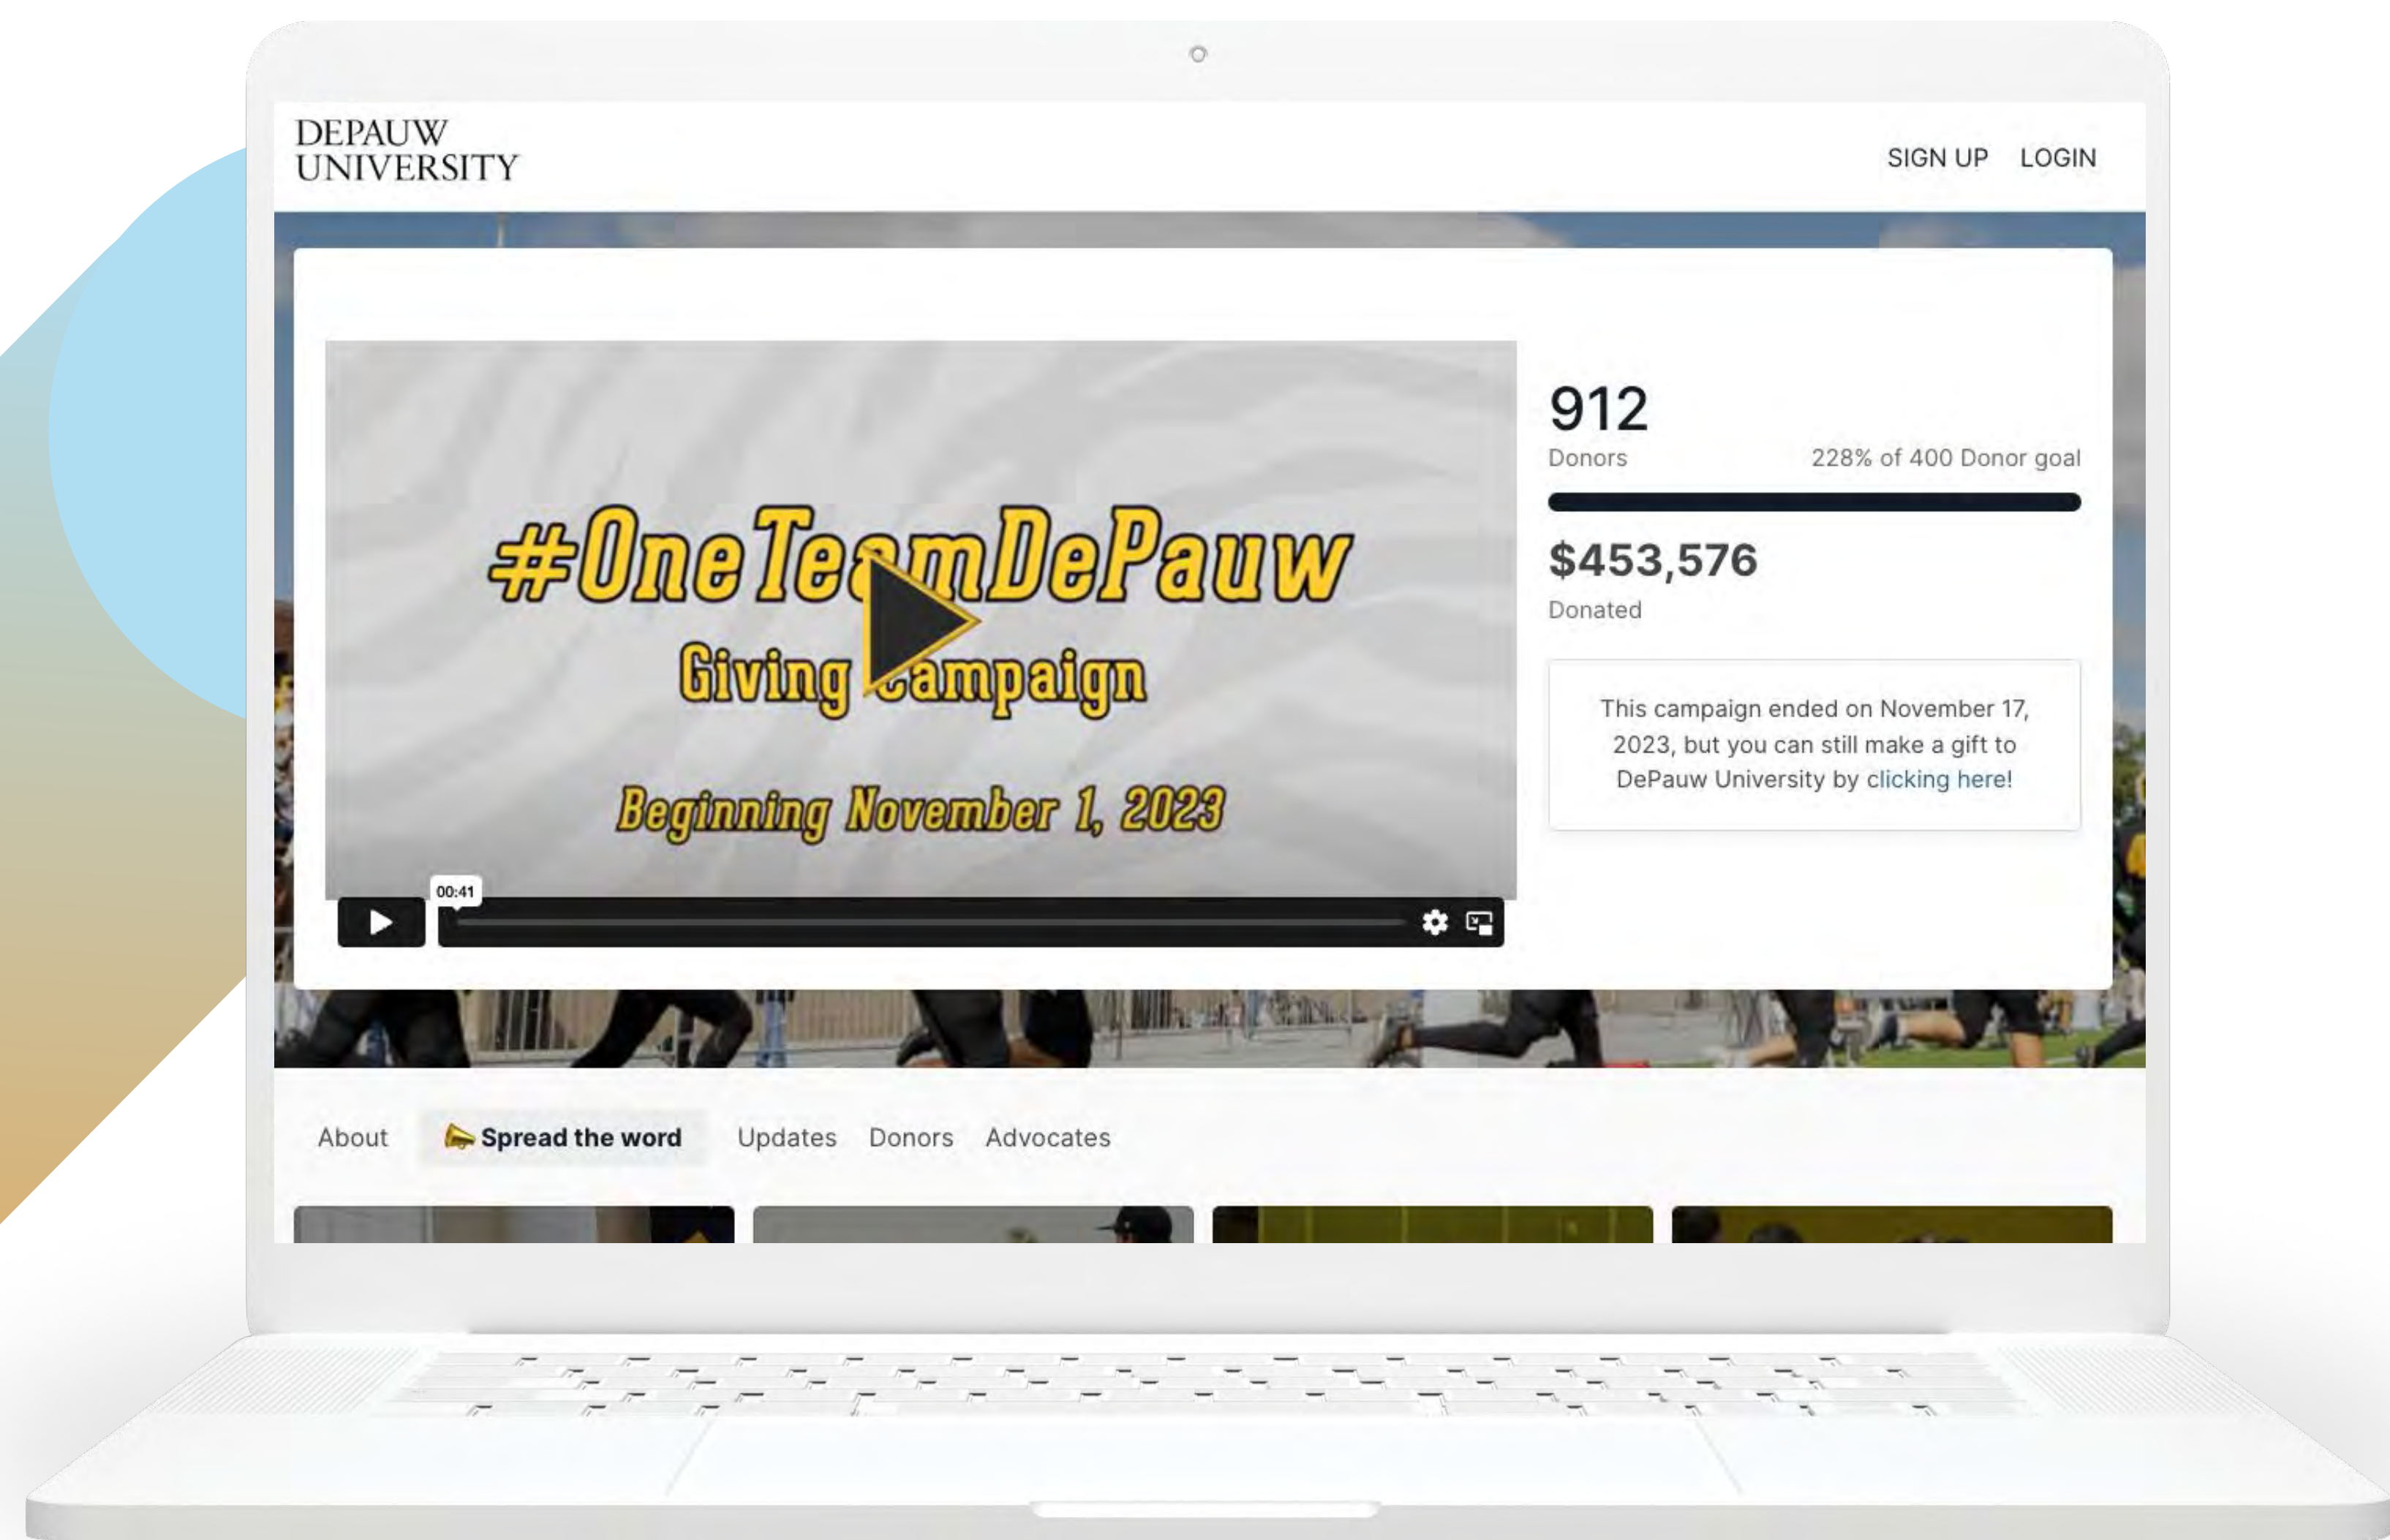 DEPAUW
UNIVERSITY
SIGN UP LOGIN
#OneTeamDePauw
Giving Campaign
Beginning November 1, 2023
00:41
912
Donors
228% of 400 Donor goal
$453,576
Donated
This campaign ended on November 17,
2023, but you can still make a gift to
DePauw University by clicking here!
About
Spread the word
Updates
Donors
Advocates